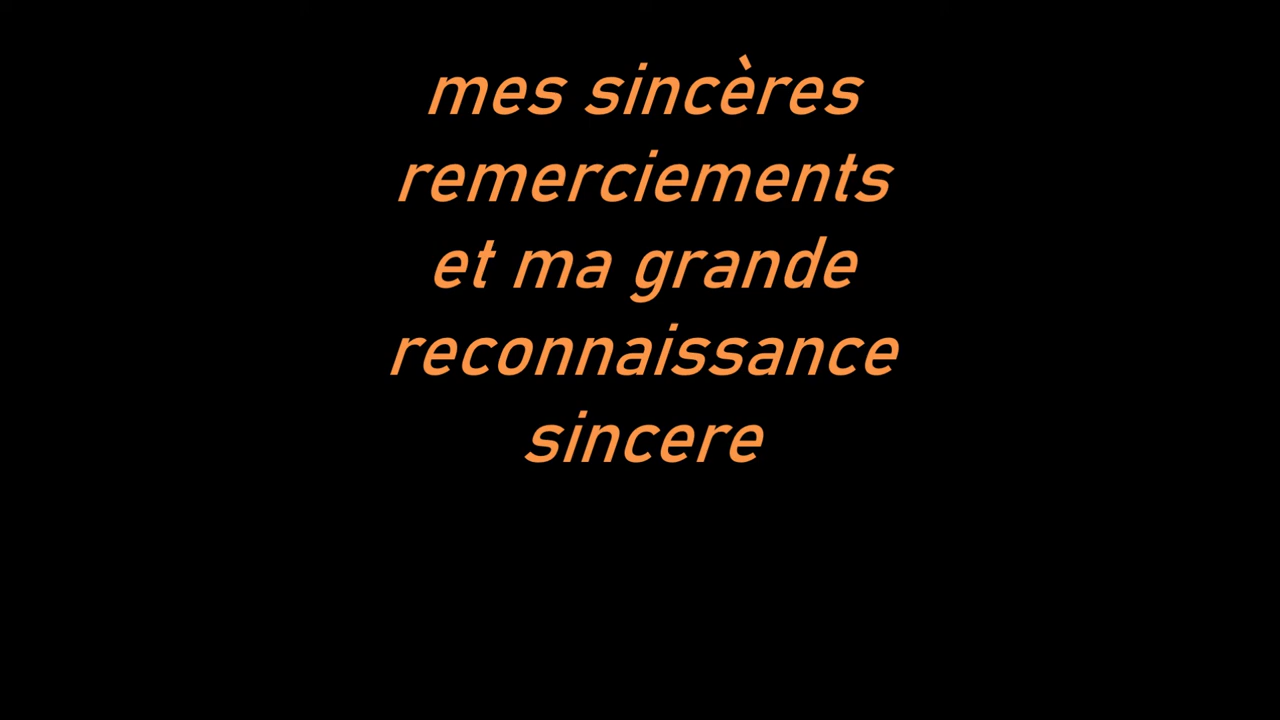 mes sincères
remerciements
et ma grande
reconnaissance
sincere